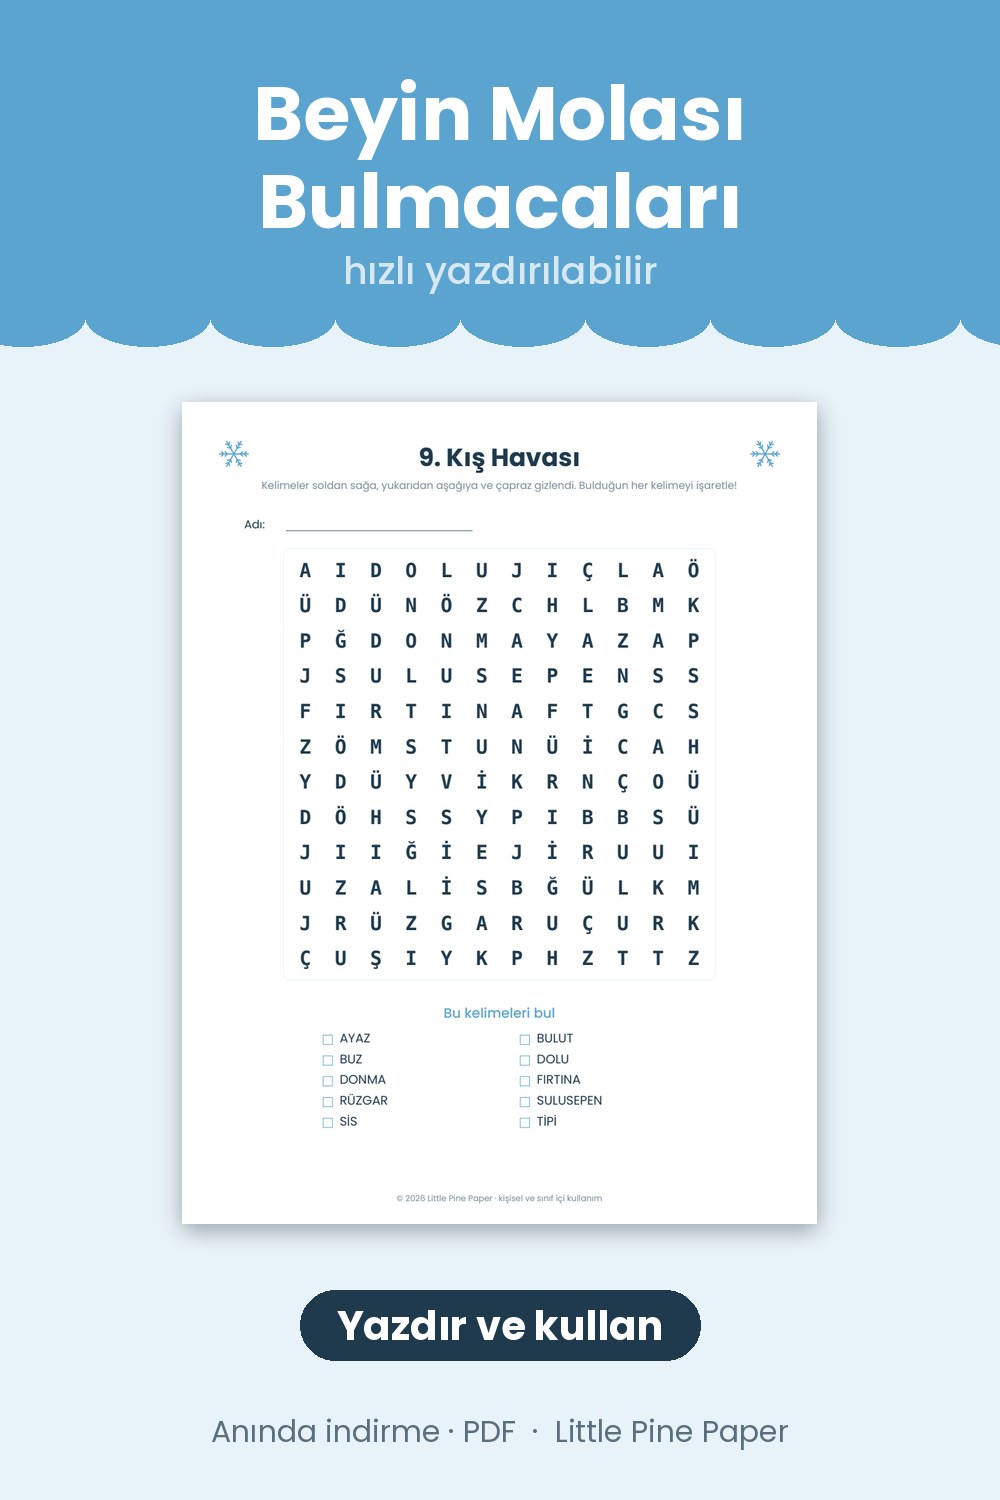 Beyin Molası
Bulmacaları
hızlı yazdırılabilir
9. Kış Havası
Kelimeler soldan sağa, yukarıdan aşağıya ve çapraz gizlendi. Bulduğun her kelimeyi işaretle!
Adı: ______________________
A I D O L U J I Ç L A Ö
Ü D Ü N Ö Z C H L B M K
P Ğ D O N M A Y A Z A P
J S U L U S E P E N S S
F I R T I N A F T G C S
Z Ö M S T U N Ü İ C A H
Y D Ü Y V İ K R N Ç O Ü
D Ö H S S Y P I B B S Ü
J I I Ğ İ E J İ R U U I
U Z A L İ S B Ğ Ü L K M
J R Ü Z G A R U Ç U R K
Ç U Ş I Y K P H Z T T Z
Bu kelimeleri bul
☐ AYAZ ☐ BULUT
☐ BUZ ☐ DOLU
☐ DONMA ☐ FIRTINA
☐ RÜZGAR ☐ SULUSEPEN
☐ SİS ☐ TİPİ
© 2026 Little Pine Paper · kişisel ve sınıf içi kullanım
Yazdır ve kullan
Anında indirme · PDF · Little Pine Paper